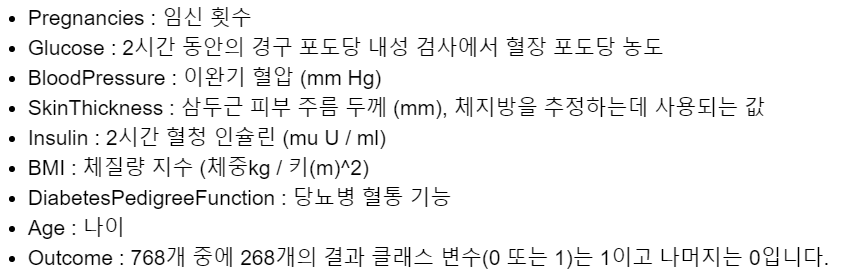 • Pregnancies : 임신 횟수
• Glucose : 2시간 동안의 경구 포도당 내성 검사에서 혈장 포도당 농도
• BloodPressure : 이완기 혈압 (mm Hg)
• SkinThickness : 삼두근 피부 주름 두께 (mm), 체지방을 추정하는데 사용되는 값
• Insulin : 2시간 혈청 인슐린 (mu U / ml)
• BMI : 체질량 지수 (체중kg / 키(m)^2)
• DiabetesPedigreeFunction : 당뇨병 혈통 기능
• Age : 나이
• Outcome : 768개 중에 268개의 결과 클래스 변수(0 또는 1)는 1이고 나머지는 0입니다.